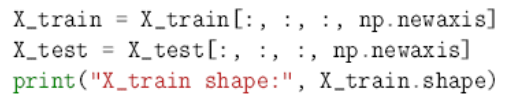 X_train = X_train[:, :, :, np.newaxis]
X_test = X_test[:, :, :, np.newaxis]
print("X_train shape:", X_train.shape)